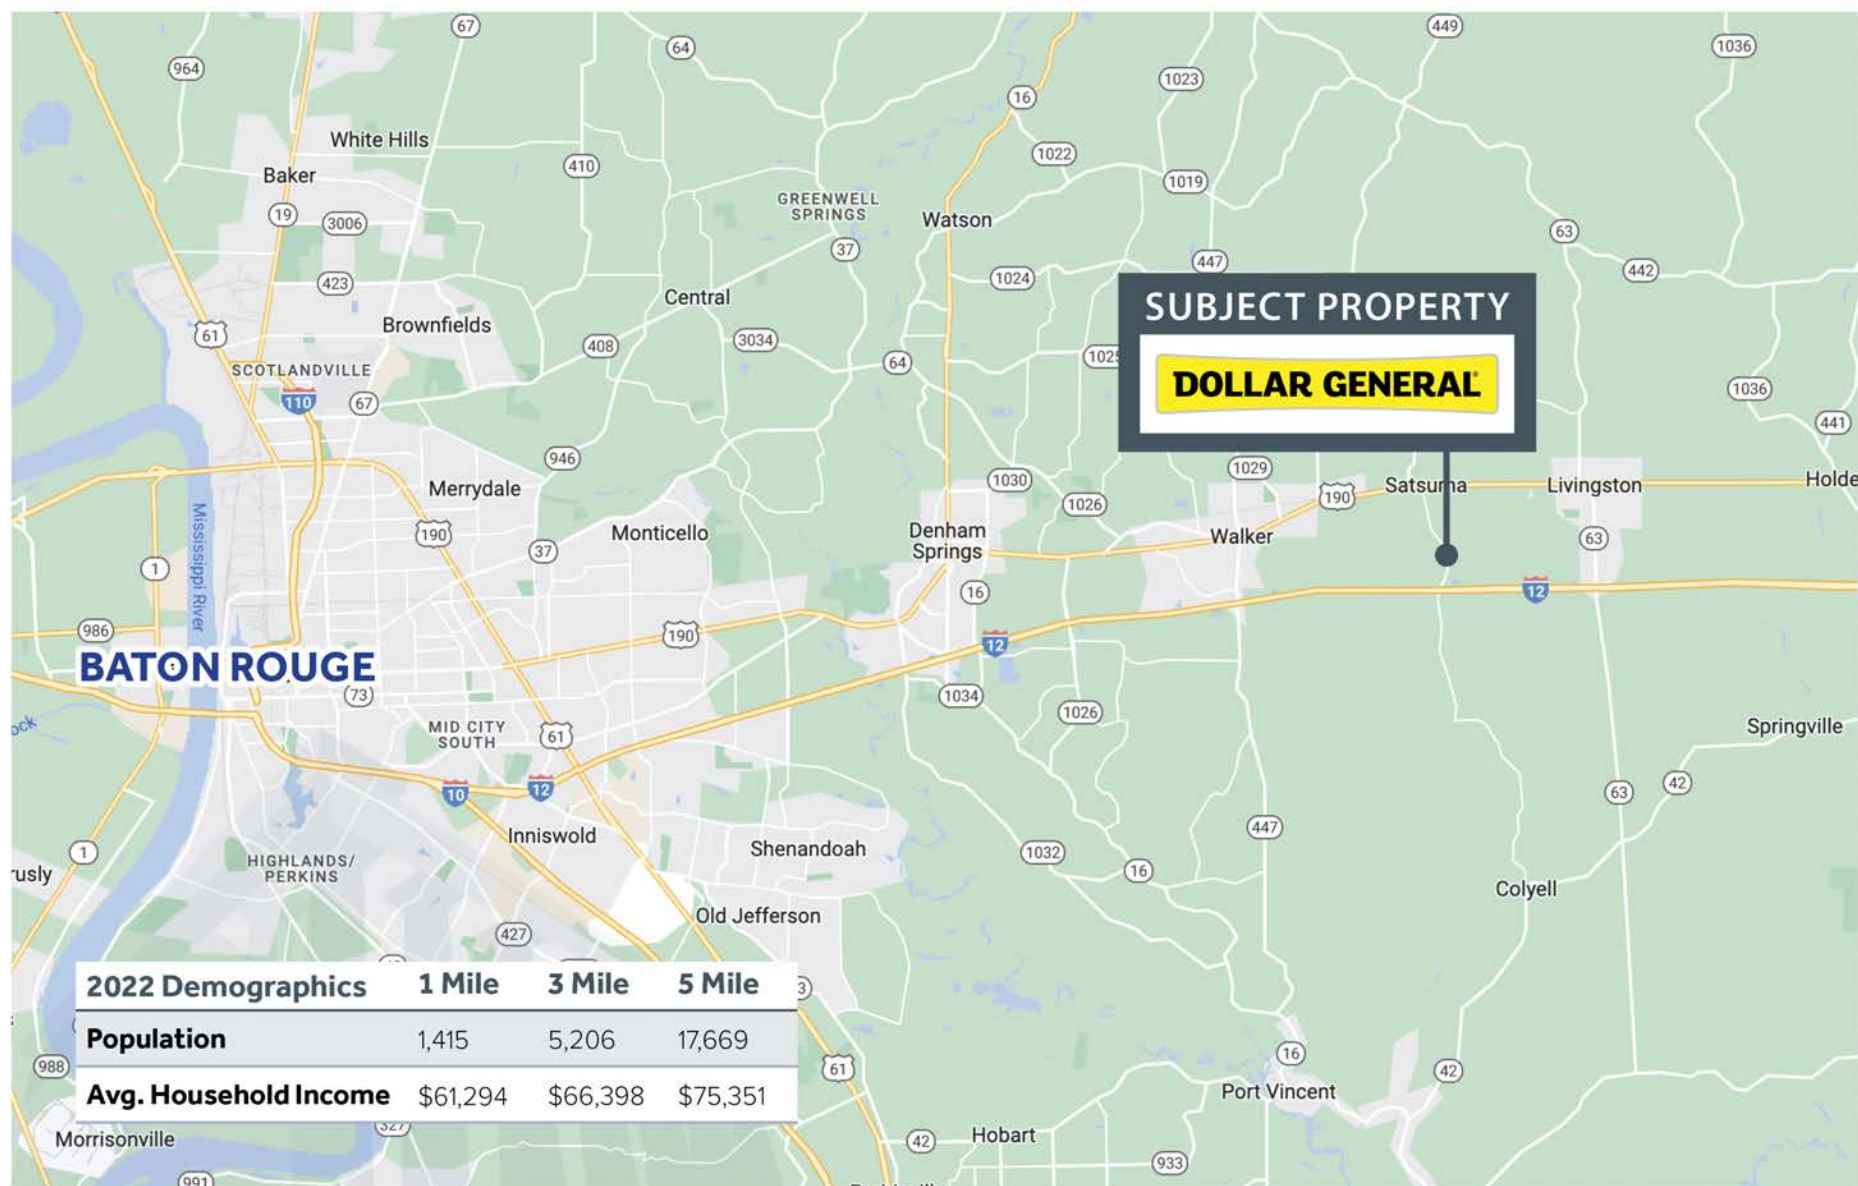 67
449
64
1036
964
1023
16
White Hills
1022
410
Baker
1019
GREENWELL
SPRINGS
19
3006
Watson
63
37
447
442
1024
423
Central
SUBJECT PROPERTY
Brownfields
61
3034
408
1025
64
SCOTLANDVILLE
DOLLAR GENERAL
1036
110
67
441
946
1029
1030
Merrydale
Satsuma
Livingston
Holde
190
1026
Mississippi River
190
Monticello
Denham
Springs
Walker
63
37
1
16
12
986
190
12
BATON ROUGE
73
1034
1026
ock
MID CITY
SOUTH
61
Springville
10
12
63
42
Inniswold
447
Shenandoah
1032
1
HIGHLANDS/
PERKINS
rusly
16
Colyell
Old Jefferson
427
2022 Demographics 1 Mile 3 Mile 5 Mile
3
Population 1,415 5,206 17,669
16
988
61
42
Avg. Household Income $61,294 $66,398 $75,351
Port Vincent
327
Morrisonville
42
Hobart
933
991